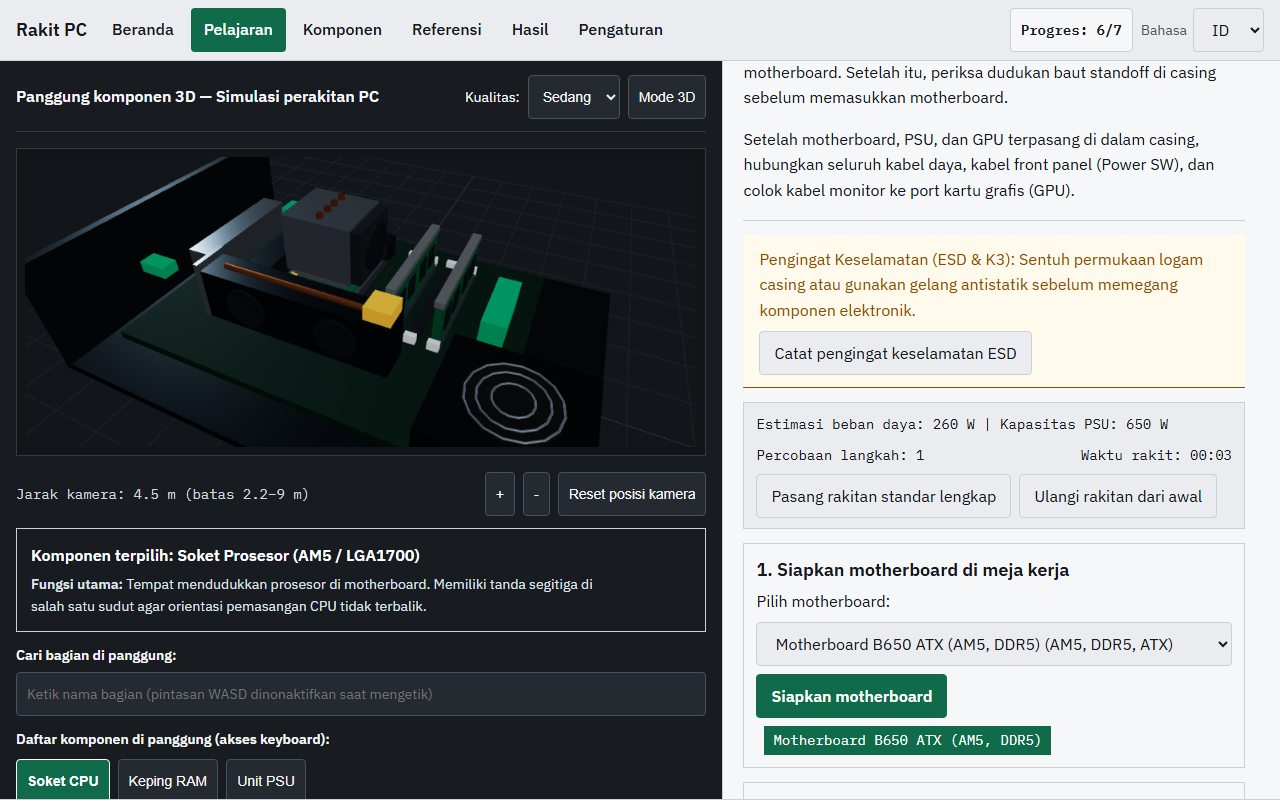 Rakit PC
Beranda
Pelajaran
Komponen
Referensi
Hasil
Pengaturan
Progres: 6/7
Bahasa
ID
Panggung komponen 3D — Simulasi perakitan PC
Kualitas:
Sedang
Mode 3D
Jarak kamera: 4.5 m (batas 2.2–9 m)
+
-
Reset posisi kamera
Komponen terpilih: Soket Prosesor (AM5 / LGA1700)
Fungsi utama: Tempat mendudukkan prosesor di motherboard. Memiliki tanda segitiga di
salah satu sudut agar orientasi pemasangan CPU tidak terbalik.
Cari bagian di panggung:
Ketik nama bagian (pintasan WASD dinonaktifkan saat mengetik)
Daftar komponen di panggung (akses keyboard):
Soket CPU
Keping RAM
Unit PSU
motherboard. Setelah itu, periksa dudukan baut standoff di casing
sebelum memasukkan motherboard.
Setelah motherboard, PSU, dan GPU terpasang di dalam casing,
hubungkan seluruh kabel daya, kabel front panel (Power SW), dan
colok kabel monitor ke port kartu grafis (GPU).
Pengingat Keselamatan (ESD & K3): Sentuh permukaan logam
casing atau gunakan gelang antistatik sebelum memegang
komponen elektronik.
Catat pengingat keselamatan ESD
Estimasi beban daya: 260 W | Kapasitas PSU: 650 W
Percobaan langkah: 1
Waktu rakit: 00:03
Pasang rakitan standar lengkap
Ulangi rakitan dari awal
1. Siapkan motherboard di meja kerja
Pilih motherboard:
Motherboard B650 ATX (AM5, DDR5) (AM5, DDR5, ATX)
Siapkan motherboard
Motherboard B650 ATX (AM5, DDR5)